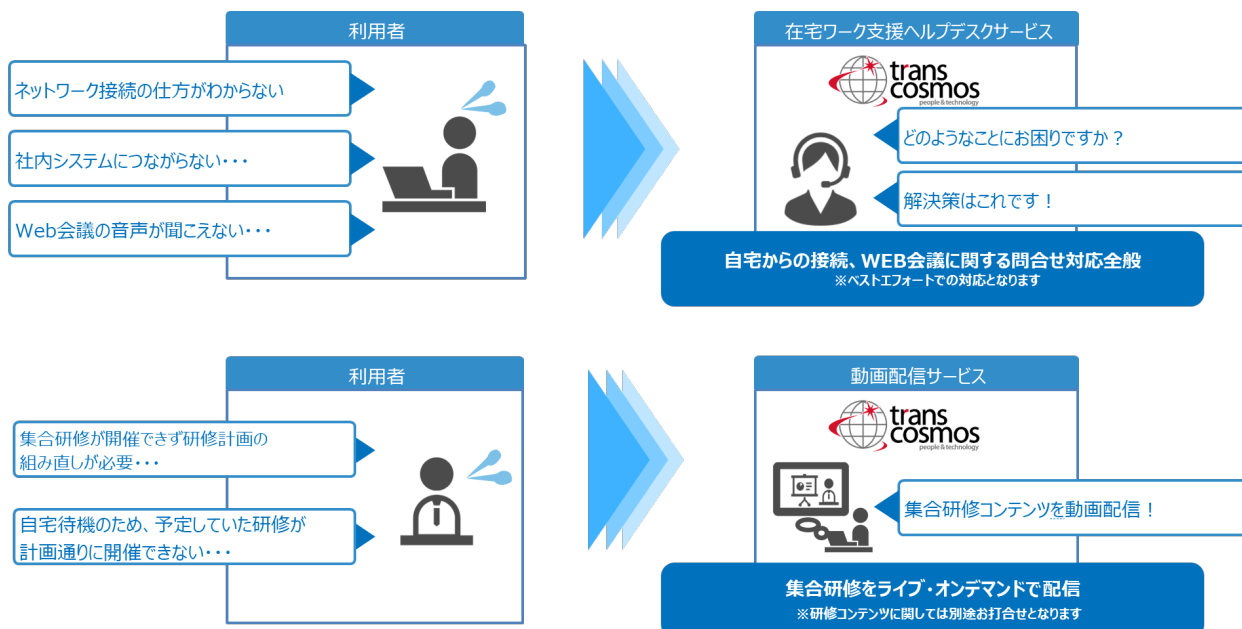 利用者
ネットワーク接続の仕方がわからない
社内システムにつながらない・・・
Web会議の音声が聞こえない・・・
在宅ワーク支援ヘルプデスクサービス
trans
cosmos
people & technology
どのようなことにお困りですか？
解決策はこれです！
自宅からの接続、WEB会議に関する問合せ対応全般
※ベストエフォートでの対応となります
利用者
集合研修が開催できず研修計画の
組み直しが必要・・・
自宅待機のため、予定していた研修が
計画通りに開催できない・・・
動画配信サービス
trans
cosmos
people & technology
集合研修コンテンツを動画配信！
集合研修をライブ・オンデマンドで配信
※研修コンテンツに関しては別途お打合せとなります